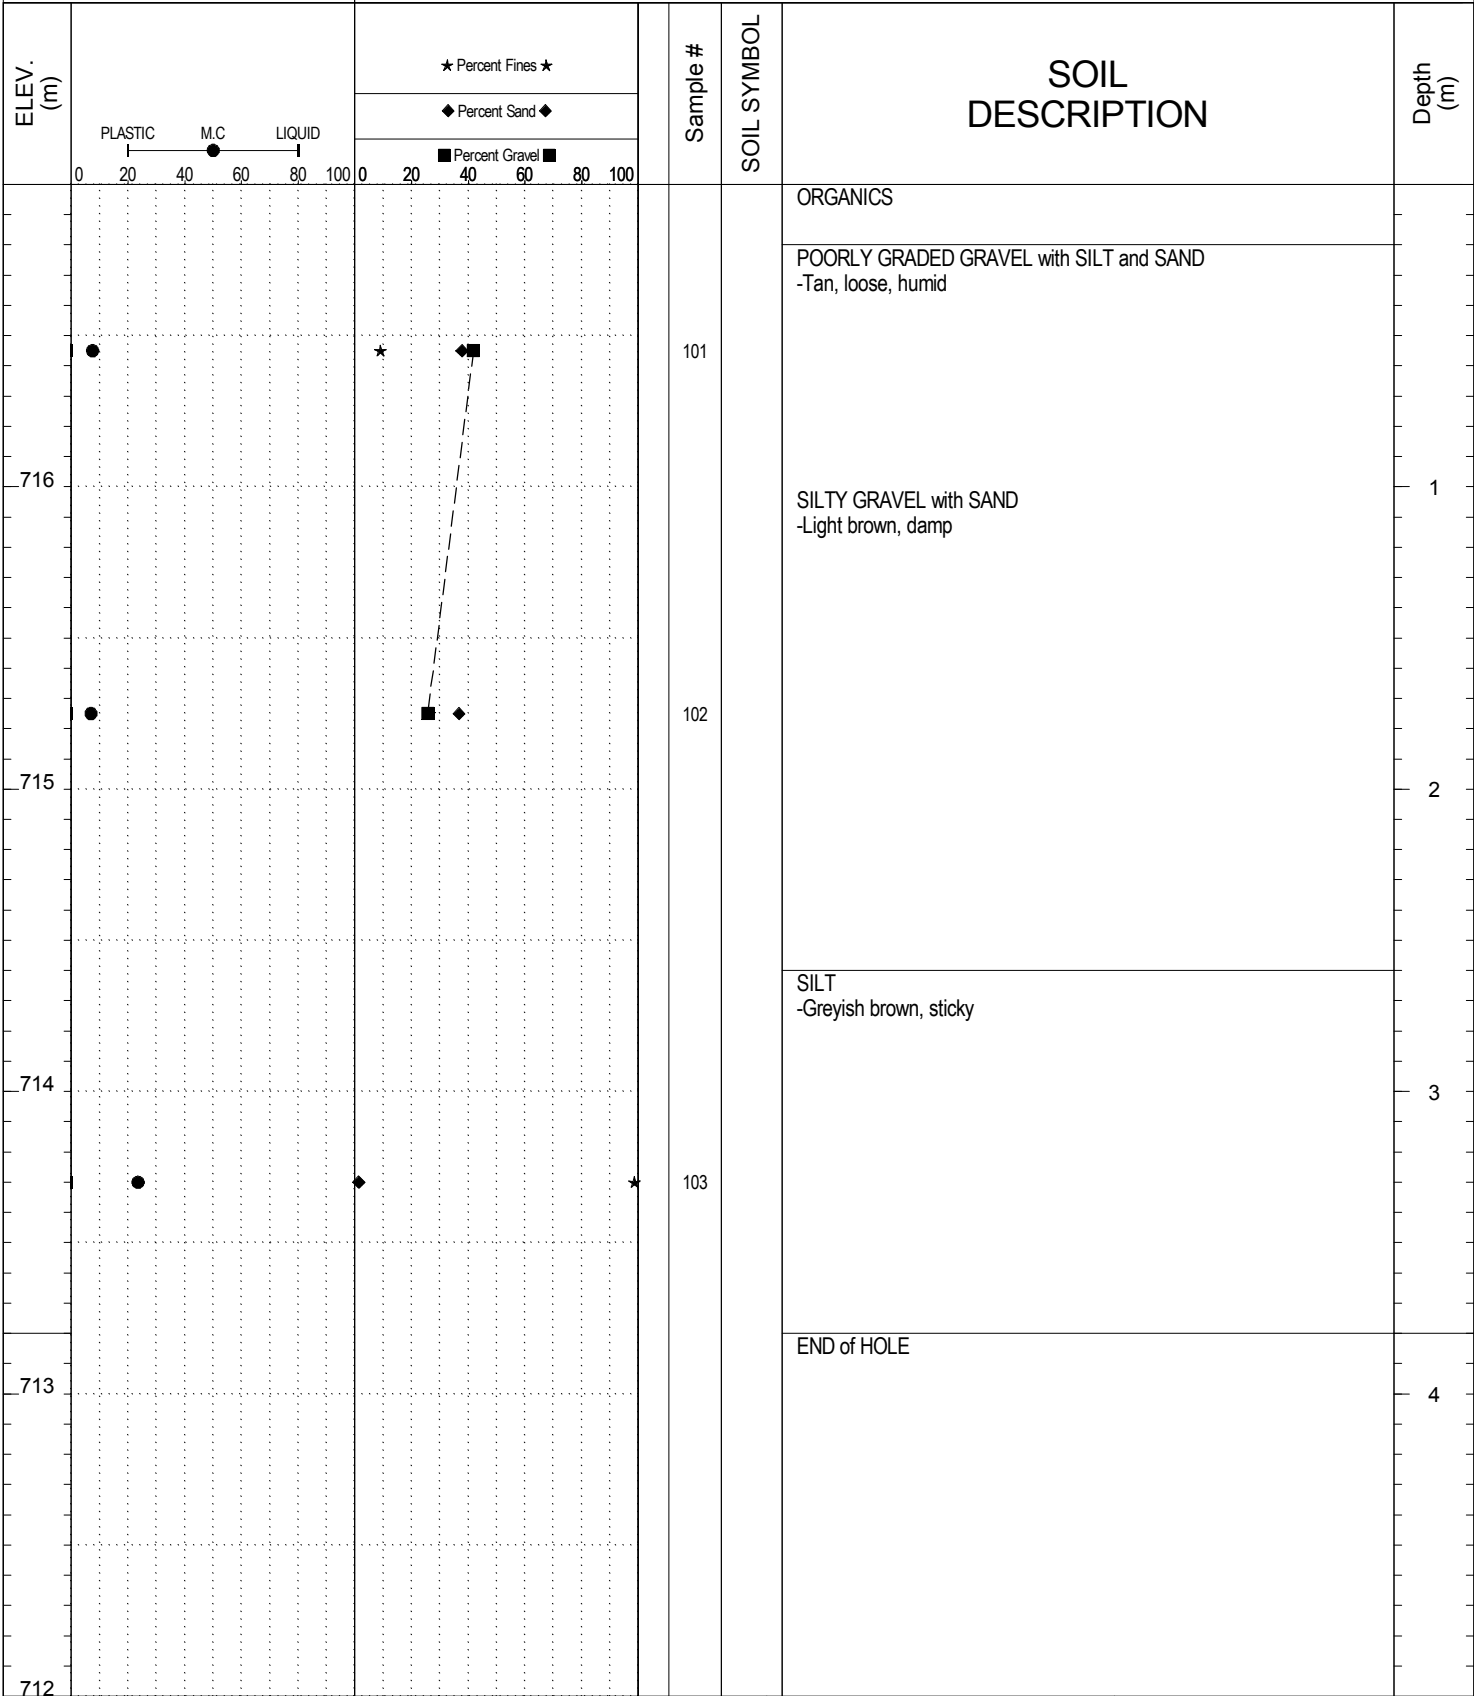 ELEV.
(m)
PLASTIC M.C LIQUID
0 20 40 60 80 100
★ Percent Fines ★
◆ Percent Sand ◆
■ Percent Gravel ■
0 20 40 60 80 100
Sample #
SOIL SYMBOL
SOIL
DESCRIPTION
Depth
(m)
ORGANICS
POORLY GRADED GRAVEL with SILT and SAND
-Tan, loose, humid
101
716
SILTY GRAVEL with SAND
-Light brown, damp
1
102
715
2
SILT
-Greyish brown, sticky
714
3
103
END of HOLE
713
4
712